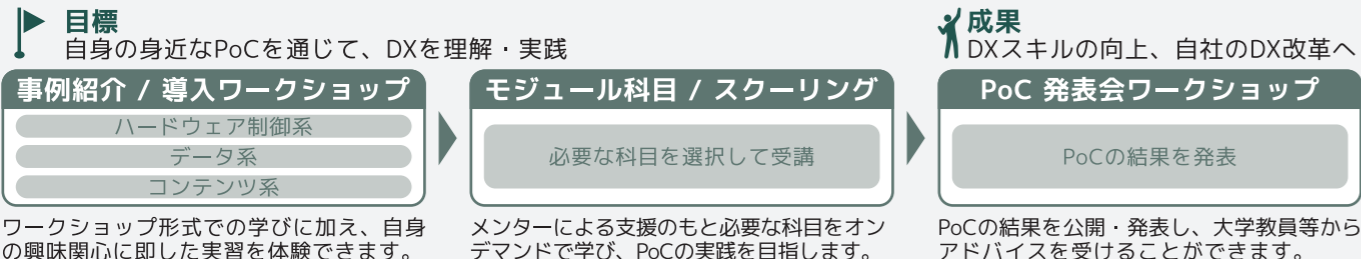 目標
自身の身近なPoCを通じて、DXを理解・実践
成果
DXスキルの向上、自社のDX改革へ
事例紹介 / 導入ワークショップ
ハードウェア制御系
データ系
コンテンツ系
ワークショップ形式での学びに加え、自身
の興味関心に即した実習を体験できます。
モジュール科目 / スクーリング
必要な科目を選択して受講
メンターによる支援のもと必要な科目をオン
デマンドで学び、PoCの実践を目指します。
PoC 発表会ワークショップ
PoCの結果を発表
PoCの結果を公開・発表し、大学教員等から
アドバイスを受けることができます。